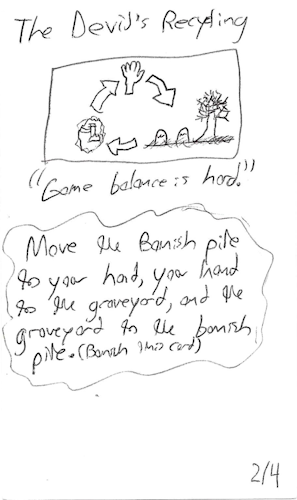 The Devil's Recycling
"Game balance is hard."
Move the Banish pile
to your hand, your hand
to the graveyard, and the
graveyard to the banish
pile. (Banish this card)
2/4